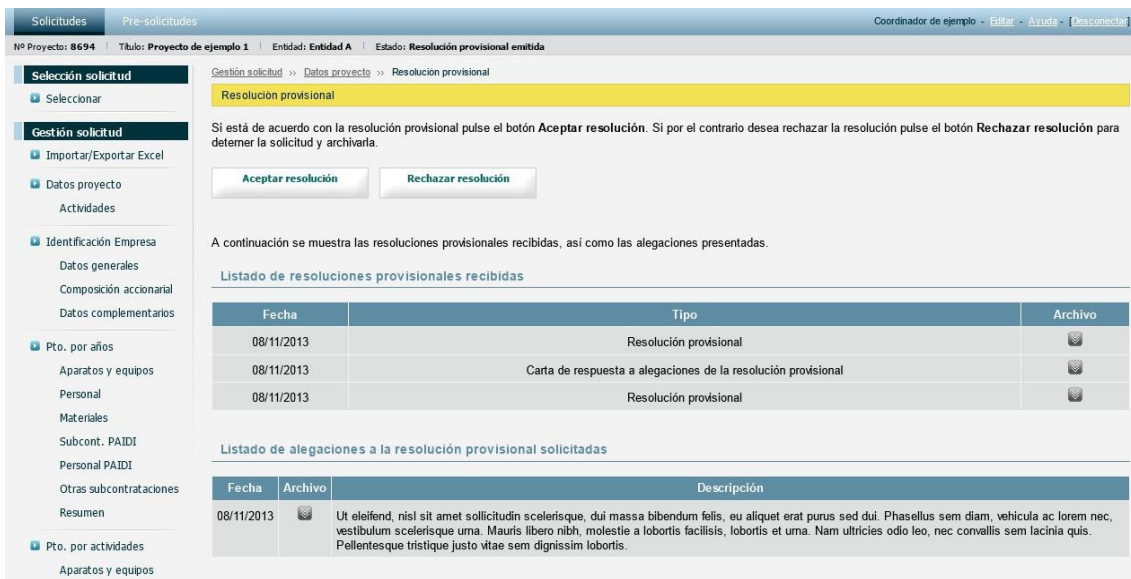 Solicitudes Pre-solicitudes Coordinador de ejemplo - Editar - Ayuda - [Desconectar]
Nº Proyecto: 8694 Título: Proyecto de ejemplo 1 Entidad: Entidad A Estado: Resolución provisional emitida
Selección solicitud
Seleccionar
Gestión solicitud
Importar/Exportar Excel
Datos proyecto
Actividades
Identificación Empresa
Datos generales
Composición accionarial
Datos complementarios
Pto. por años
Aparatos y equipos
Personal
Materiales
Subcont. PAIDI
Personal PAIDI
Otras subcontrataciones
Resumen
Pto. por actividades
Aparatos y equipos
Gestión solicitud ›› Datos proyecto ›› Resolución provisional
Resolución provisional
Si está de acuerdo con la resolución provisional pulse el botón Aceptar resolución. Si por el contrario desea rechazar la resolución pulse el botón Rechazar resolución para
detemer la solicitud y archivarla.
Aceptar resolución Rechazar resolución
A continuación se muestra las resoluciones provisionales recibidas, así como las alegaciones presentadas.
Listado de resoluciones provisionales recibidas
Fecha Tipo Archivo
08/11/2013 Resolución provisional
08/11/2013 Carta de respuesta a alegaciones de la resolución provisional
08/11/2013 Resolución provisional
Listado de alegaciones a la resolución provisional solicitadas
Fecha Archivo Descripción
08/11/2013 Ut eleifend, nisl sit amet sollicitudin scelerisque, dui massa bibendum felis, eu aliquet erat purus sed dui. Phasellus sem diam, vehicula ac lorem nec,
vestibulum scelerisque urna. Mauris libero nibh, molestie a lobortis facilisis, lobortis et urna. Nam ultricies odio leo, nec convallis sem lacinia quis.
Pellentesque tristique justo vitae sem dignissim lobortis.